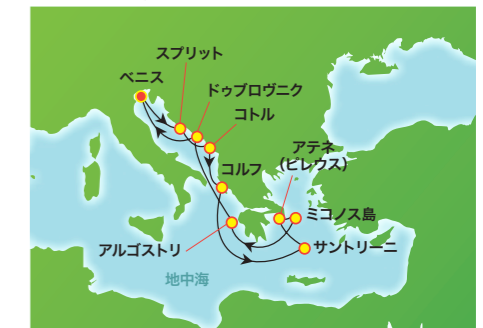 スプリット
ベニス
ドゥブロヴニク
コトル
アテネ
(ピレウス)
コルフ
ミコノス島
アルゴストリ
サントリーニ
地中海